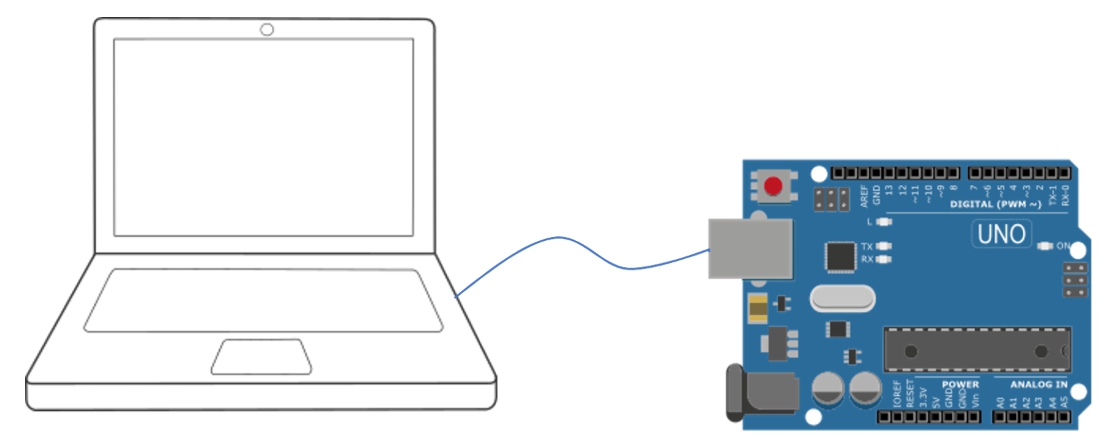 AREF
GND
13
12
~11
~10
~9
8
7
~6
~5
4
~3
2
TX-1
RX-0
DIGITAL (PWM ~)
L
UNO
TX
RX
ON
POWER
ANALOG IN
IOREF
RESET
3.3V
5V
GND
GND
Vin
A0
A1
A2
A3
A4
A5